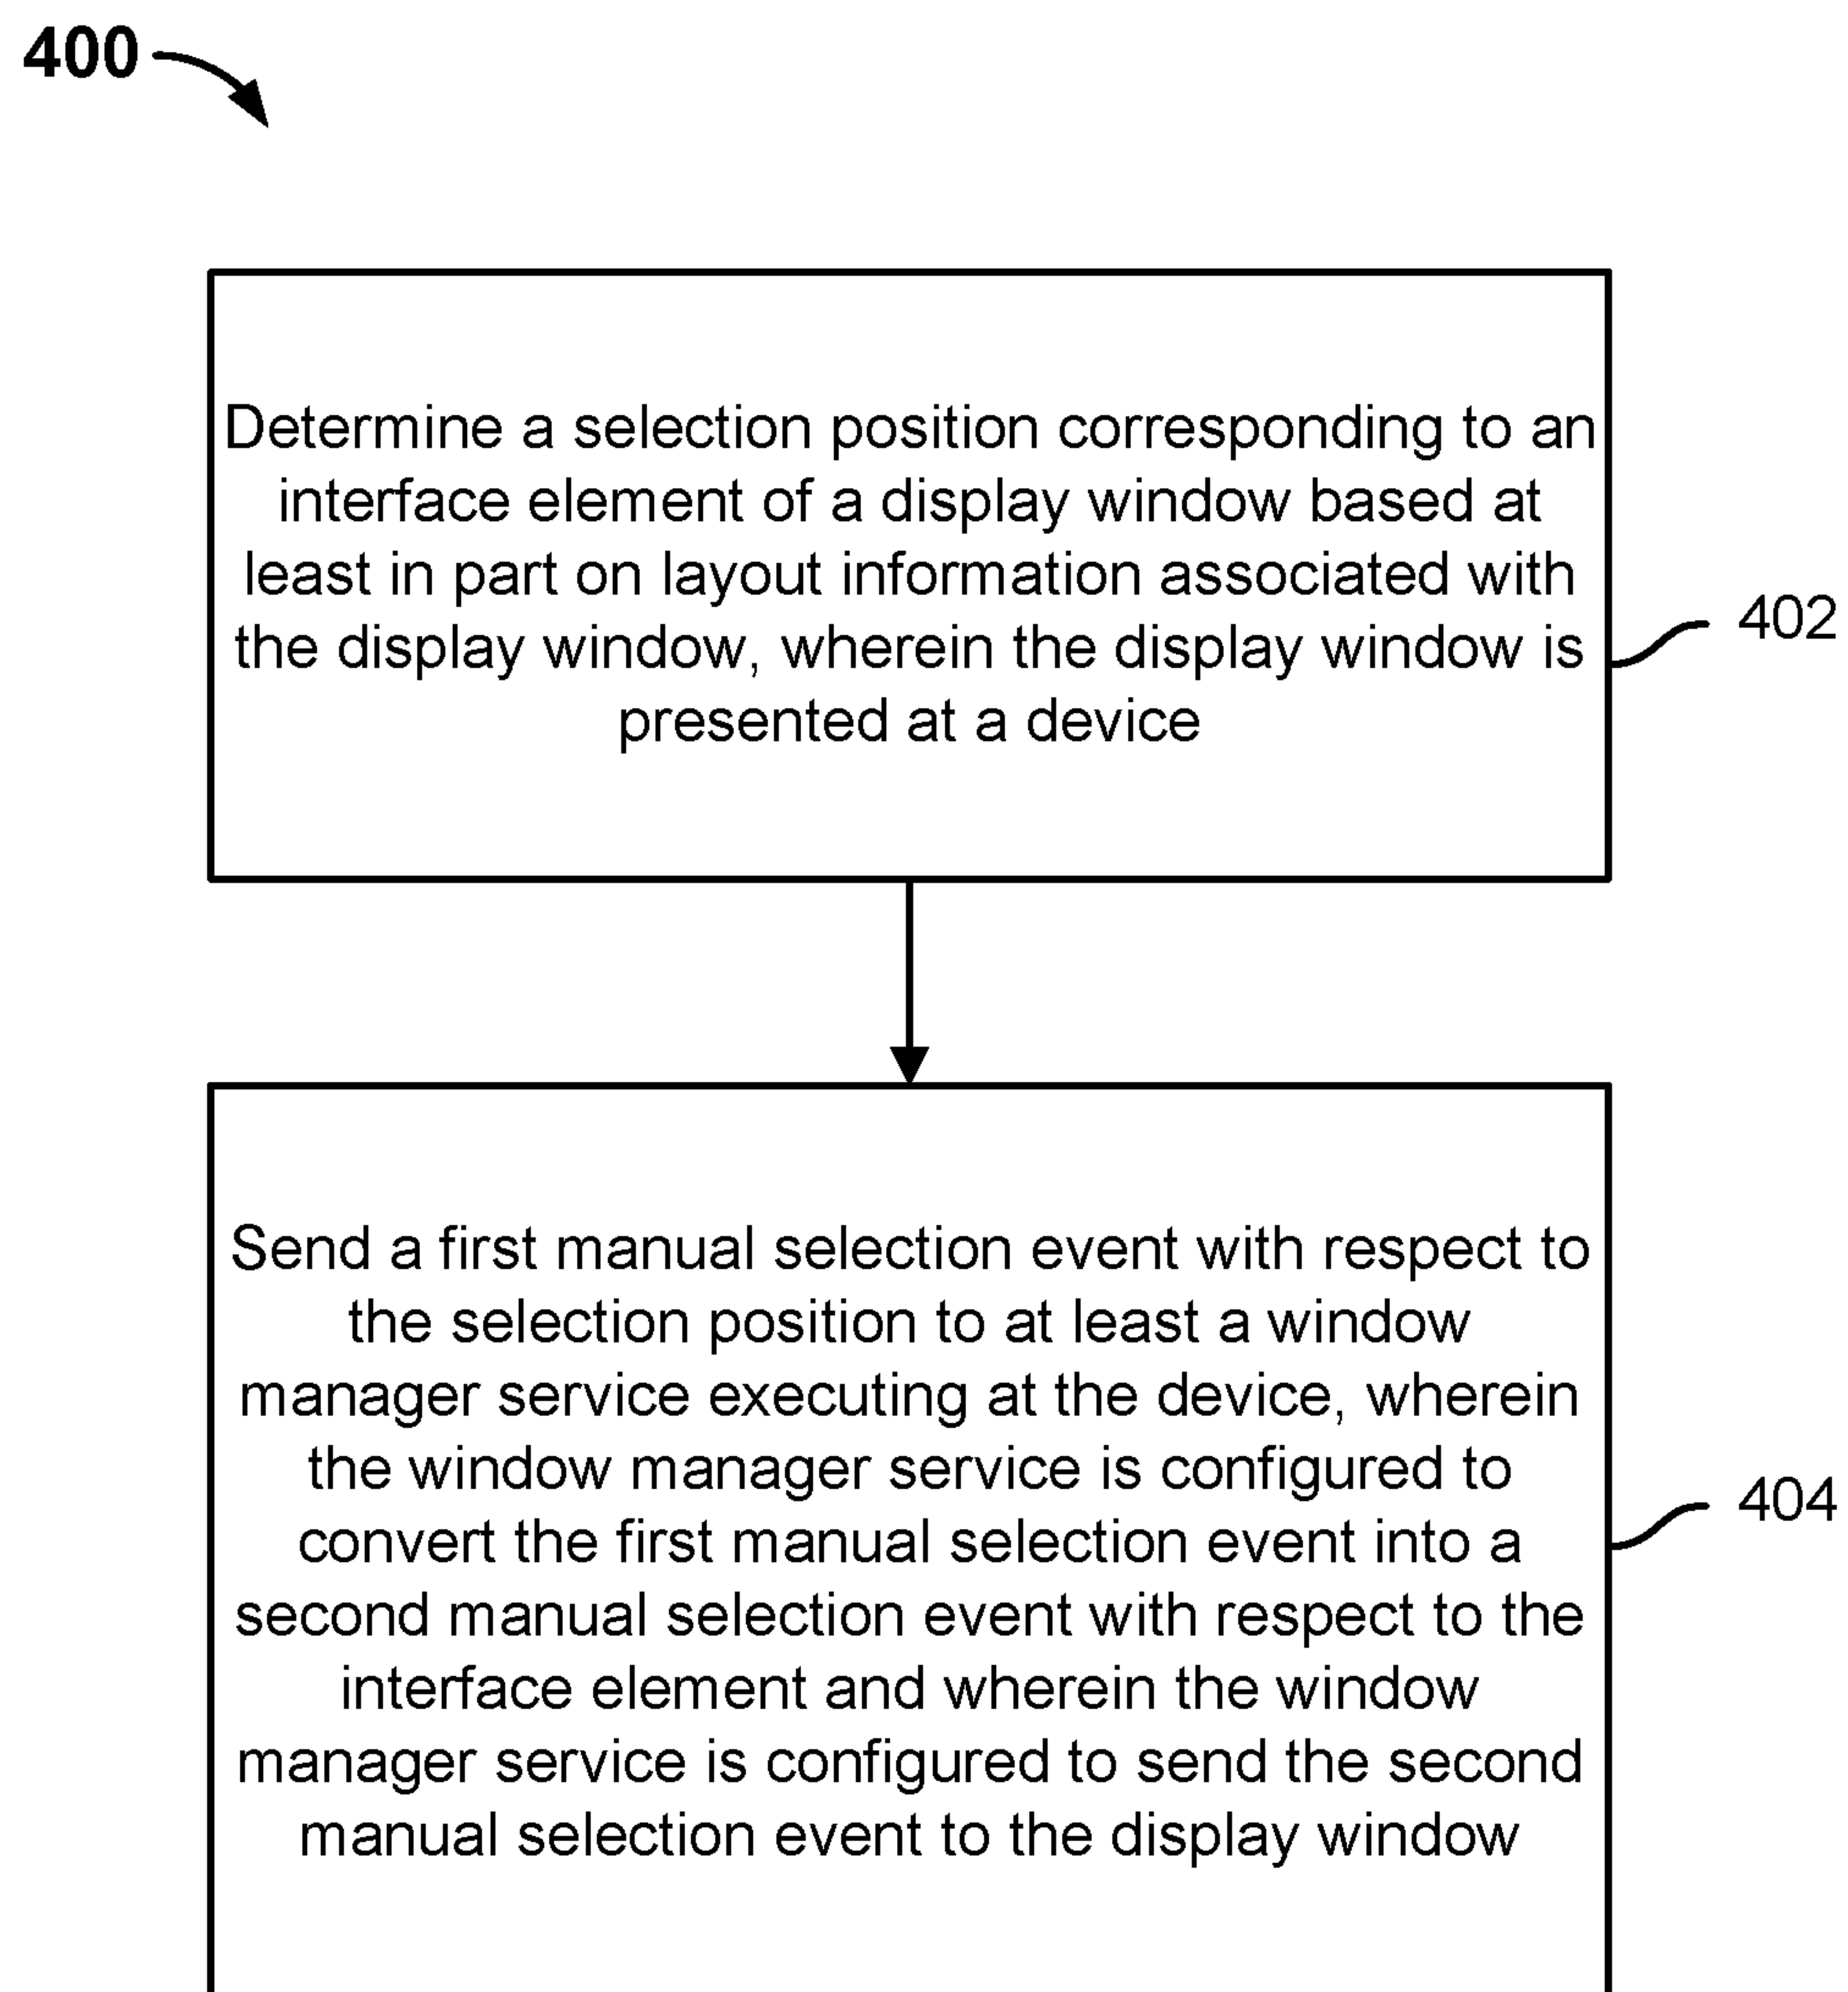 400
Determine a selection position corresponding to an
interface element of a display window based at
least in part on layout information associated with
the display window, wherein the display window is
presented at a device
402
Send a first manual selection event with respect to
the selection position to at least a window
manager service executing at the device, wherein
the window manager service is configured to
convert the first manual selection event into a
second manual selection event with respect to the
interface element and wherein the window
manager service is configured to send the second
manual selection event to the display window
404